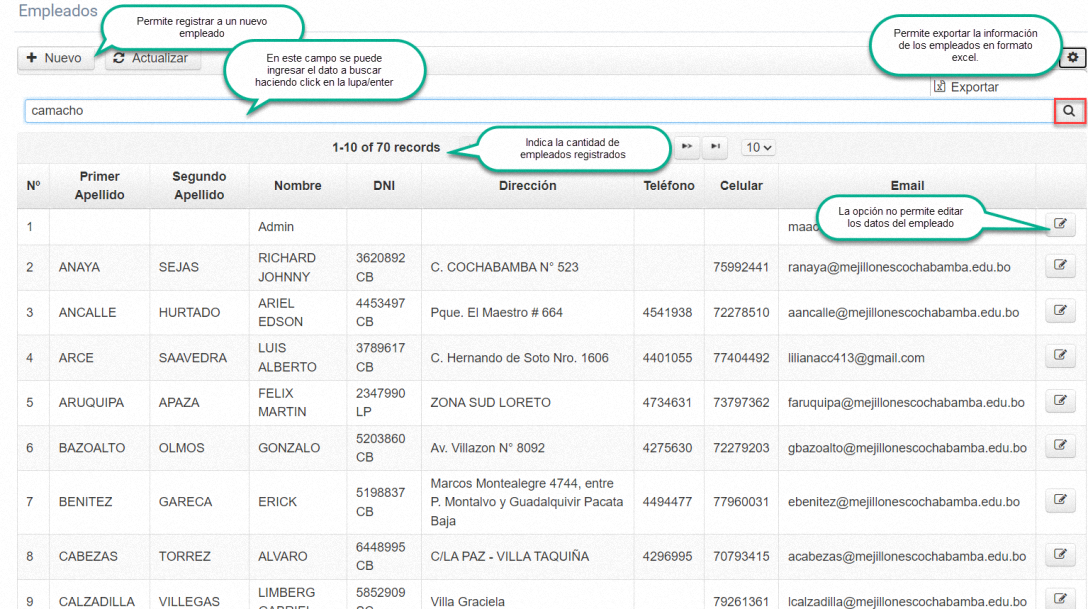 Empleados
Permite registrar a un nuevo
empleado
Permite exportar la información
de los empleados en formato
excel.
Nuevo
Actualizar
En este campo se puede
ingresar el dato a buscar
haciendo click en la lupa/enter
Exportar
camacho
1-10 of 70 records
Indica la cantidad de
empleados registrados
10
Nº Primer Apellido Segundo Apellido Nombre DNI Dirección Teléfono Celular Email
La opción no permite editar
los datos del empleado
1 Admin
2 ANAYA SEJAS RICHARD JOHNNY 3620892 CB C. COCHABAMBA N° 523 75992441 ranaya@mejillonescochabamba.edu.bo
3 ANCALLE HURTADO ARIEL EDSON 4453497 CB Pque. El Maestro # 664 4541938 72278510 aancalle@mejillonescochabamba.edu.bo
4 ARCE SAAVEDRA LUIS ALBERTO 3789617 CB C. Hernando de Soto Nro. 1606 4401055 77404492 lilianacc413@gmail.com
5 ARUQUIPA APAZA FELIX MARTIN 2347990 LP ZONA SUD LORETO 4734631 73797362 faruquipa@mejillonescochabamba.edu.bo
6 BAZOALTO OLMOS GONZALO 5203860 CB Av. Villazon N° 8092 4275630 72279203 gbazoalto@mejillonescochabamba.edu.bo
7 BENITEZ GARECA ERICK 5198837 CB Marcos Montealegre 4744, entre P. Montalvo y Guadalquivir Pacata Baja 4494477 77960031 ebenitez@mejillonescochabamba.edu.bo
8 CABEZAS TORREZ ALVARO 6448995 CB C/LA PAZ - VILLA TAQUIÑA 4296995 70793415 acabezas@mejillonescochabamba.edu.bo
9 CALZADILLA VILLEGAS LIMBERG 5852909 Villa Graciela 79261361 lcalzadilla@mejillonescochabamba.edu.bo